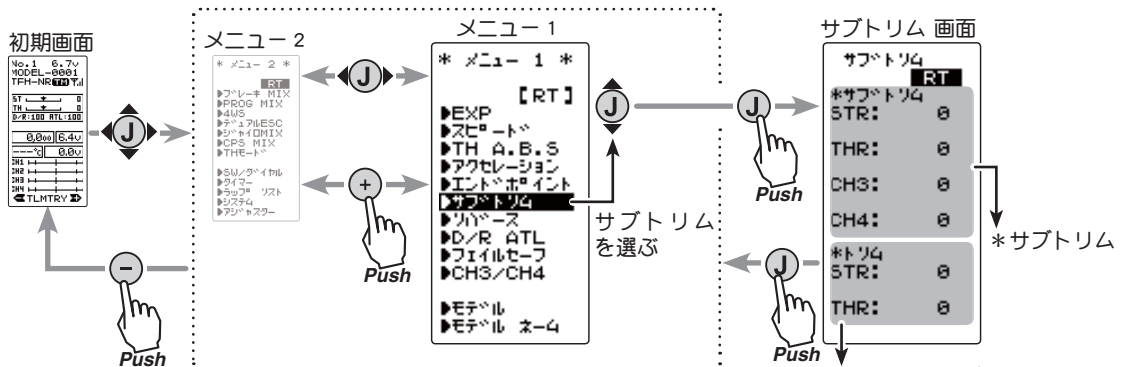 初期画面
No.1 6.7v
MODEL-0001
TFH-NR
ST 0
TH 0
D/R:100 ATL:100
0.0
6.4v
---℃
0.0v
CH1
CH2
CH3
CH4
TLMTRY
Push
メニュー 2
* メニュー 2 *
RT
ブレーキ MIX
PROG MIX
4WS
デュアルESC
ジャイロMIX
CPS MIX
THモード
SW/ダイヤル
タイマー
ラップ リスト
システム
アジャスター
J
+
Push
メニュー 1
* メニュー 1 *
[RT]
EXP
スピード
TH A.B.S
アクセレーション
エンドポイント
サブトリム
リバース
D/R ATL
フェイルセーフ
CH3/CH4
モデル
モデル ネーム
J
サブトリム
を選ぶ
J
Push
J
Push
サブトリム 画面
サブトリム
RT
*サブトリム
STR: 0
THR: 0
CH3: 0
CH4: 0
*トリム
STR: 0
THR: 0
*サブトリム